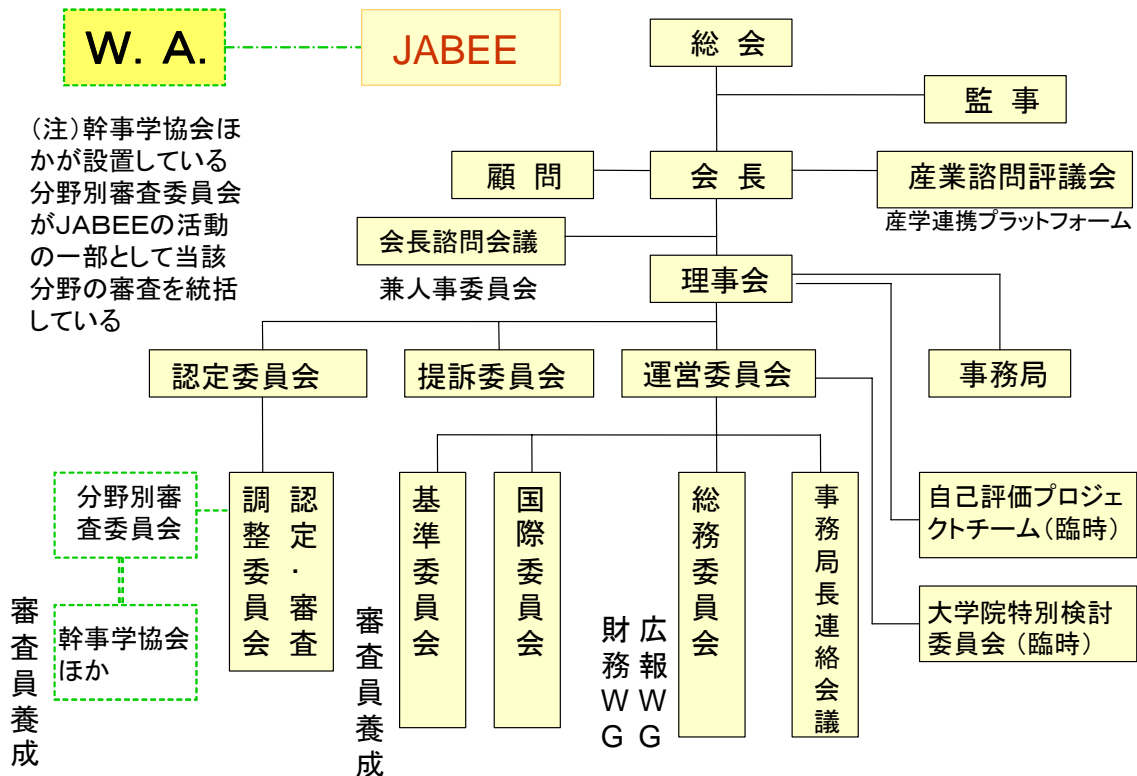 W. A.
JABEE
総 会
監 事
(注)幹事学協会ほ
かが設置している
分野別審査委員会
がJABEEの活動
の一部として当該
分野の審査を統括
している
顧 問
会 長
産業諮問評議会
産学連携プラットフォーム
会長諮問会議
兼人事委員会
理事会
認定委員会
提訴委員会
運営委員会
事務局
分野別審
査委員会
認定・審査
調整委員会
基準委員会
国際委員会
総務委員会
事務局長連絡会議
自己評価プロジェ
クトチーム(臨時)
大学院特別検討
委員会(臨時)
幹事学協会
ほか
審査員養成
審査員養成
広報WG
財務WG